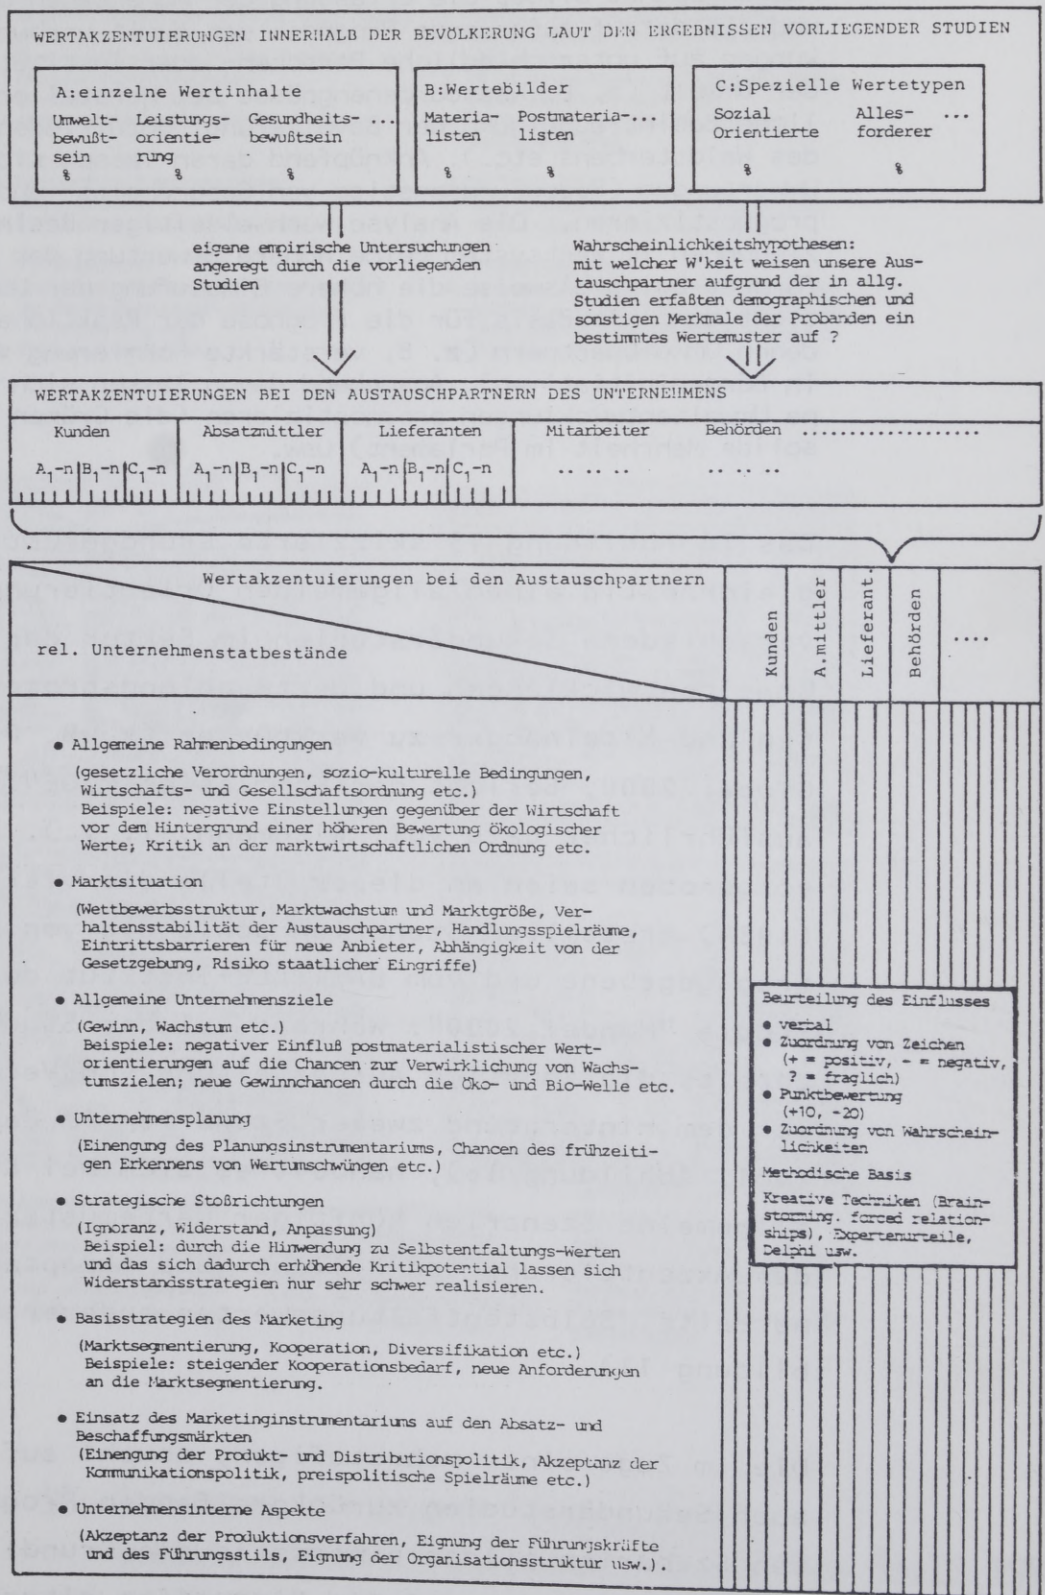 WERTAKZENTUIERUNGEN INNERHALB DER BEVÖLKERUNG LAUT DEN ERGEBNISSEN VORLIEGENDER STUDIEN
A:einzelne Wertinhalte
Umwelt- Leistungs- Gesundheits-...
bewußt- orientie- bewußtsein
sein rung
% % %
B:Wertebilder
Materia- Postmateria-...
listen listen
% %
C:Spezielle Wertetypen
Sozial Alles- ...
Orientierte forderer
% %
eigene empirische Untersuchungen
angeregt durch die vorliegenden
Studien
Wahrscheinlichkeitshypothesen:
mit welcher W'keit weisen unsere Aus-
tauschpartner aufgrund der in allg.
Studien erfaßten demographischen und
sonstigen Merkmale der Probanden ein
bestimmtes Wertemuster auf ?
WERTAKZENTUIERUNGEN BEI DEN AUSTAUSCHPARTNERN DES UNTERNEHMENS
Kunden Absatzmittler Lieferanten Mitarbeiter Behörden ..................
A1-n B1-n C1-n A1-n B1-n C1-n A1-n B1-n C1-n .. .. .. .. .. ..
Wertakzentuierungen bei den Austauschpartnern
rel. Unternehmenstatbestände
Kunden
A.mittler
Lieferant.
Behörden
....
• Allgemeine Rahmenbedingungen
(gesetzliche Verordnungen, sozio-kulturelle Bedingungen,
Wirtschafts- und Gesellschaftsordnung etc.)
Beispiele: negative Einstellungen gegenüber der Wirtschaft
vor dem Hintergrund einer höheren Bewertung ökologischer
Werte; Kritik an der marktwirtschaftlichen Ordnung etc.
• Marktsituation
(Wettbewerbsstruktur, Marktwachstum und Marktgröße, Ver-
haltensstabilität der Austauschpartner, Handlungsspielräume,
Eintrittsbarrieren für neue Anbieter, Abhängigkeit von der
Gesetzgebung, Risiko staatlicher Eingriffe)
• Allgemeine Unternehmensziele
(Gewinn, Wachstum etc.)
Beispiele: negativer Einfluß postmaterialistischer Wert-
orientierungen auf die Chancen zur Verwirklichung von Wachs-
tumszielen; neue Gewinnchancen durch die Öko- und Bio-Welle etc.
• Unternehmensplanung
(Einengung des Planungsinstrumentariums, Chancen des frühzeiti-
gen Erkennens von Wertumschwüngen etc.)
• Strategische Stoßrichtungen
(Ignoranz, Widerstand, Anpassung)
Beispiel: durch die Hinwendung zu Selbstentfaltungs-Werten
und das sich dadurch erhöhende Kritikpotential lassen sich
Widerstandsstrategien nur sehr schwer realisieren.
• Basisstrategien des Marketing
(Marktsegmentierung, Kooperation, Diversifikation etc.)
Beispiele: steigender Kooperationsbedarf, neue Anforderungen
an die Marktsegmentierung.
• Einsatz des Marketinginstrumentariums auf den Absatz- und
Beschaffungsmärkten
(Einengung der Produkt- und Distributionspolitik, Akzeptanz der
Kommunikationspolitik, preispolitische Spielräume etc.)
• Unternehmensinterne Aspekte
(Akzeptanz der Produktionsverfahren, Eignung der Führungskräfte
und des Führungsstils, Eignung der Organisationsstruktur usw.).
Beurteilung des Einflusses
• verbal
• Zuordnung von Zeichen
(+ = positiv, - = negativ,
? = fraglich)
• Punktbewertung
(+10, -20)
• Zuordnung von Wahrschein-
lichkeiten
Methodische Basis
Kreative Techniken (Brain-
storming, forced relation-
ships), Expertenurteile,
Delphi usw.